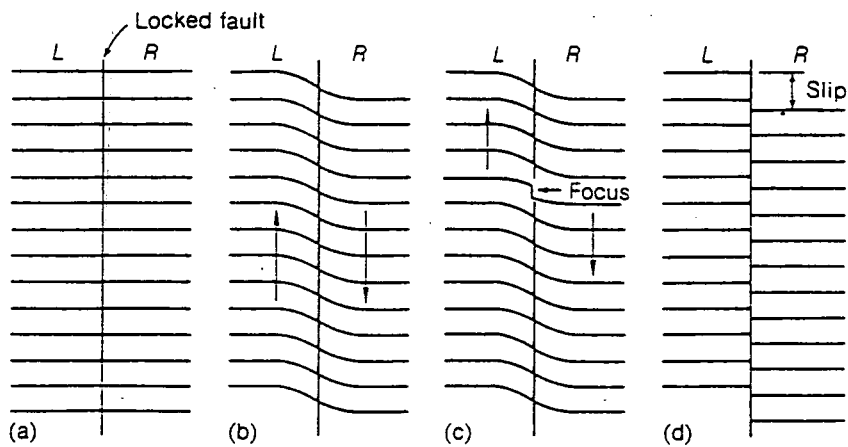 Locked fault
L R
L R
L R
L R
Slip
Focus
(a)
(b)
(c)
(d)